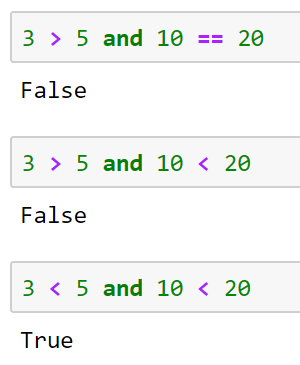 3 > 5 and 10 == 20
False
3 > 5 and 10 < 20
False
3 < 5 and 10 < 20
True